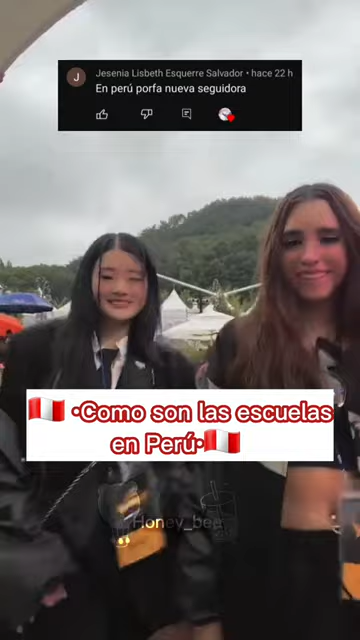 J
Jesenia Lisbeth Esquerre Salvador • hace 22 h
En perú porfa nueva seguidora
🇵🇪 •Como son las escuelas
en Perú•🇵🇪
Honey_bee